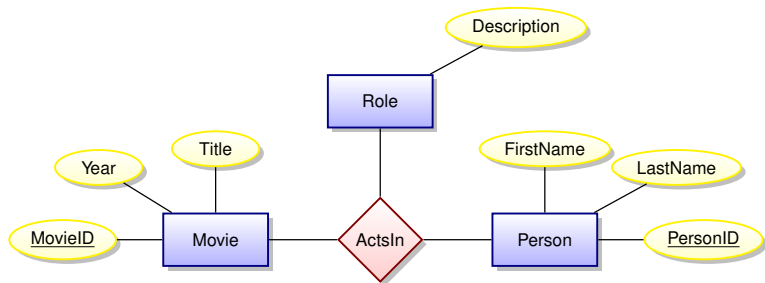 Description
Role
Title
FirstName
Year
LastName
MovieID
Movie
ActsIn
Person
PersonID